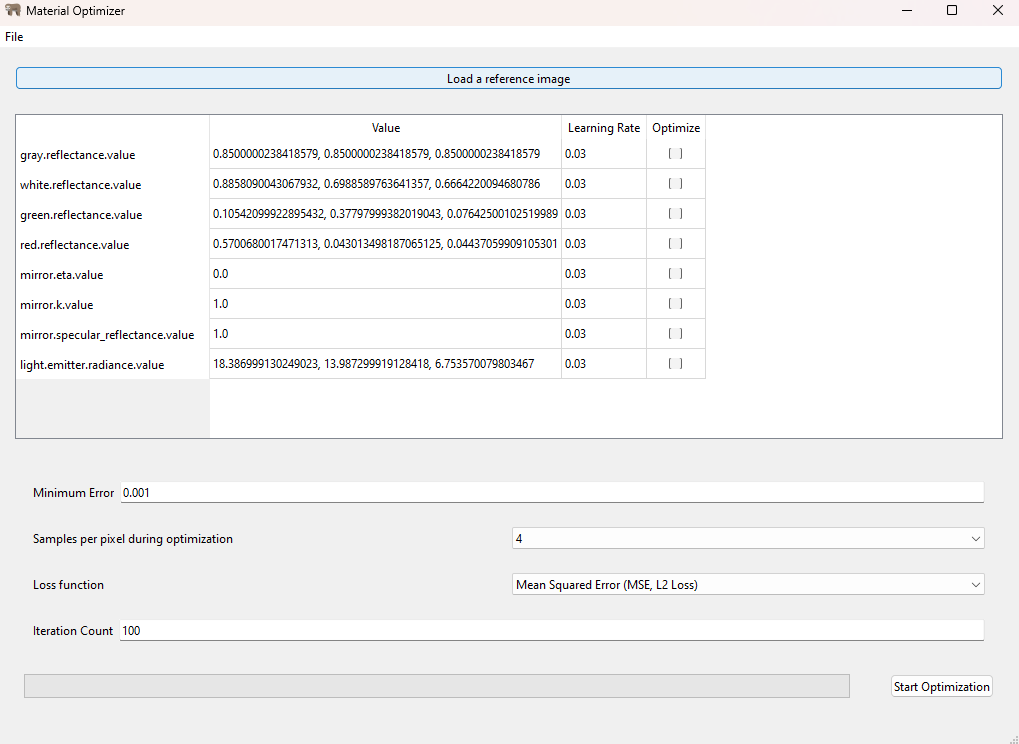 Material Optimizer
File
Load a reference image
Value Learning Rate Optimize
gray.reflectance.value 0.8500000238418579, 0.8500000238418579, 0.8500000238418579 0.03
white.reflectance.value 0.8858090043067932, 0.6988589763641357, 0.6664220094680786 0.03
green.reflectance.value 0.10542099922895432, 0.37797999382019043, 0.07642500102519989 0.03
red.reflectance.value 0.5700680017471313, 0.043013498187065125, 0.04437059909105301 0.03
mirror.eta.value 0.0 0.03
mirror.k.value 1.0 0.03
mirror.specular_reflectance.value 1.0 0.03
light.emitter.radiance.value 18.386999130249023, 13.987299919128418, 6.753570079803467 0.03
Minimum Error 0.001
Samples per pixel during optimization 4
Loss function Mean Squared Error (MSE, L2 Loss)
Iteration Count 100
Start Optimization